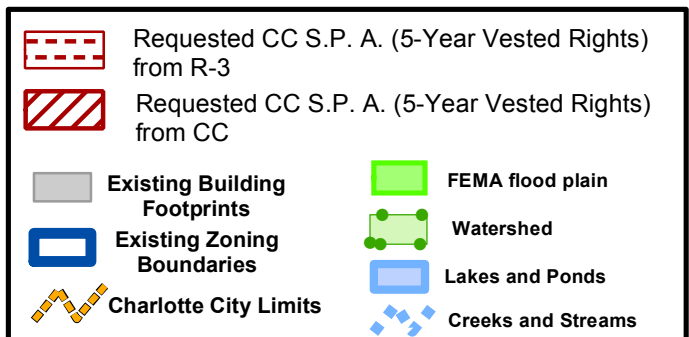 Requested CC S.P. A. (5-Year Vested Rights)
from R-3
Requested CC S.P. A. (5-Year Vested Rights)
from CC
Existing Building
Footprints
Existing Zoning
Boundaries
Charlotte City Limits
FEMA flood plain
Watershed
Lakes and Ponds
Creeks and Streams